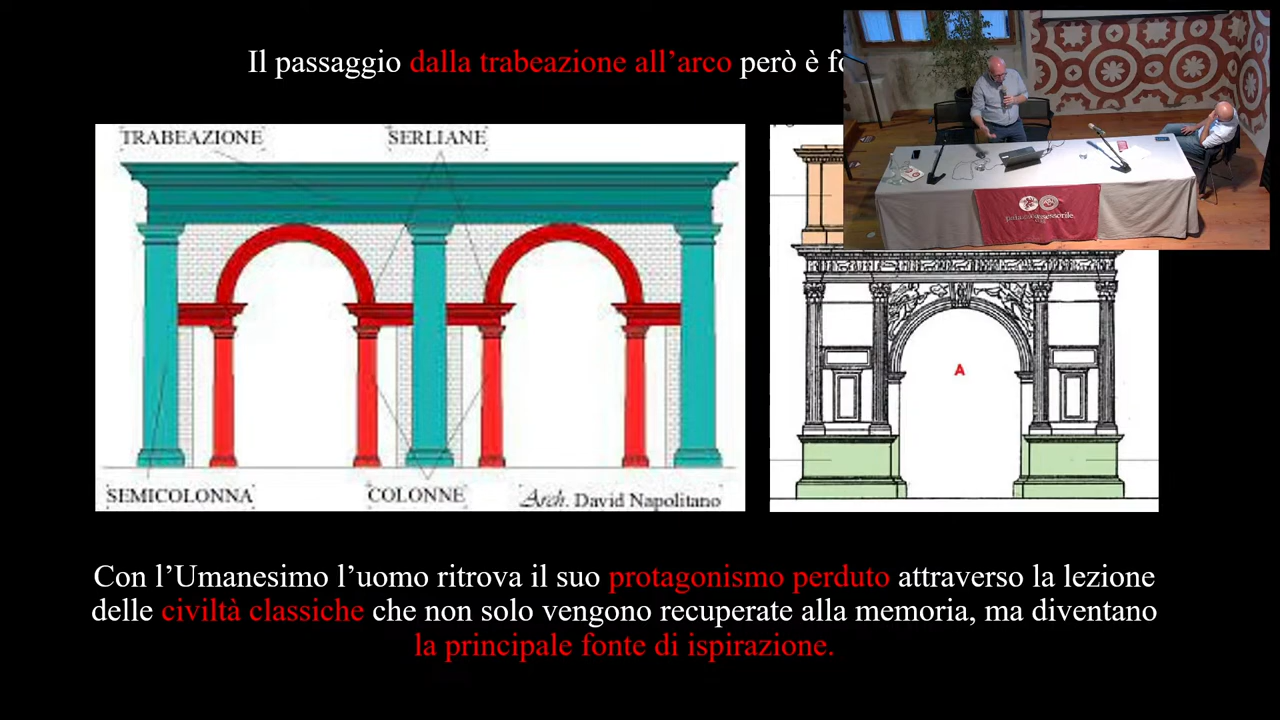 Il passaggio dalla trabeazione all’arco però è
TRABEAZIONE
SERLIANE
SEMICOLONNA
COLONNE
Arch. David Napolitano
A
Con l’Umanesimo l’uomo ritrova il suo protagonismo perduto attraverso la lezione
delle civiltà classiche che non solo vengono recuperate alla memoria, ma diventano
la principale fonte di ispirazione.